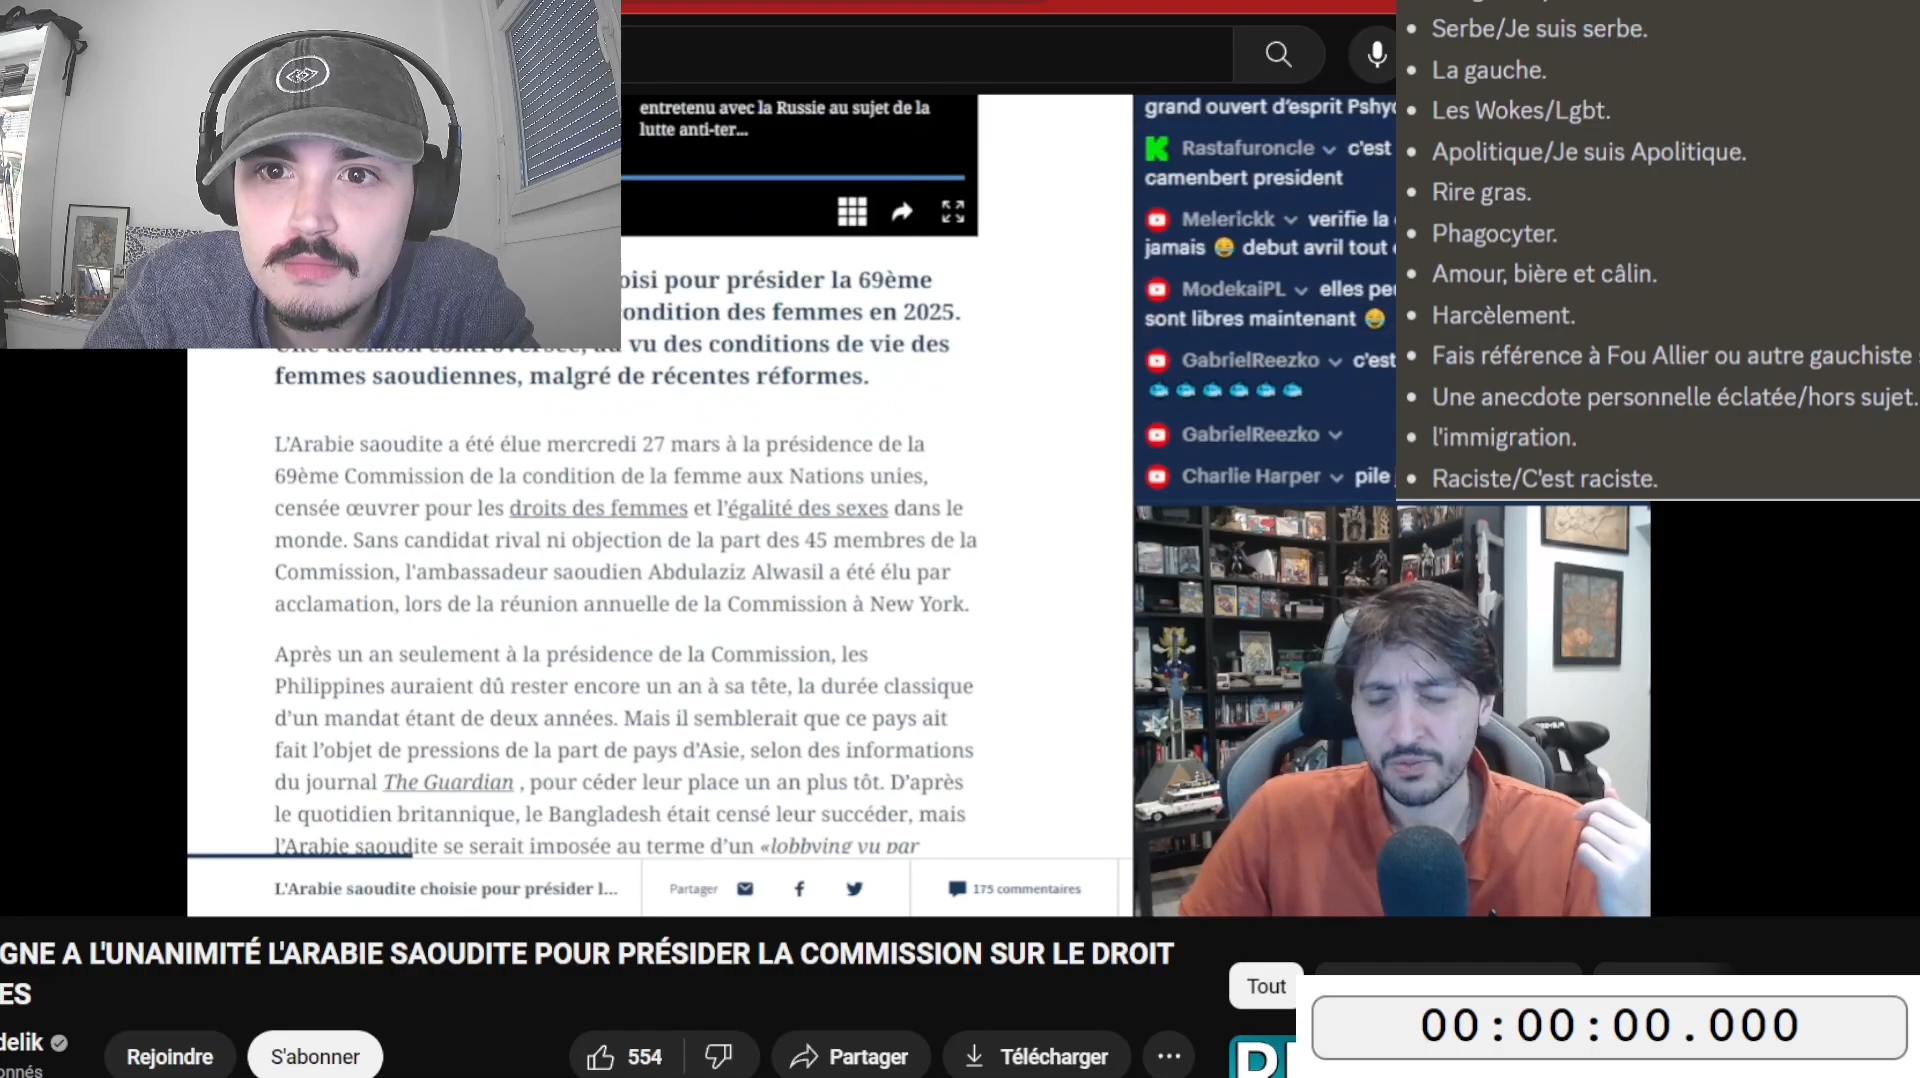 entretenu avec la Russie au sujet de la
lutte anti-ter...
oisi pour présider la 69ème
ondition des femmes en 2025.
vu des conditions de vie des
femmes saoudiennes, malgré de récentes réformes.
L'Arabie saoudite a été élue mercredi 27 mars à la présidence de la
69ème Commission de la condition de la femme aux Nations unies,
censée œuvrer pour les droits des femmes et l'égalité des sexes dans le
monde. Sans candidat rival ni objection de la part des 45 membres de la
Commission, l'ambassadeur saoudien Abdulaziz Alwasil a été élu par
acclamation, lors de la réunion annuelle de la Commission à New York.
Après un an seulement à la présidence de la Commission, les
Philippines auraient dû rester encore un an à sa tête, la durée classique
d'un mandat étant de deux années. Mais il semblerait que ce pays ait
fait l'objet de pressions de la part de pays d'Asie, selon des informations
du journal The Guardian , pour céder leur place un an plus tôt. D'après
le quotidien britannique, le Bangladesh était censé leur succéder, mais
l'Arabie saoudite se serait imposée au terme d'un «lobbying vu par
L'Arabie saoudite choisie pour présider l...
Partager
175 commentaires
grand ouvert d'esprit Pshyc
Rastafuroncle c'est
camenbert president
Melerickk verifie la
jamais 😂 debut avril tout
ModekaiPL elles peu
sont libres maintenant 😂
GabrielReezko c'est
🐟 🐟 🐟 🐟 🐟 🐟
GabrielReezko
Charlie Harper pile
• Serbe/Je suis serbe.
• La gauche.
• Les Wokes/Lgbt.
• Apolitique/Je suis Apolitique.
• Rire gras.
• Phagocyter.
• Amour, bière et câlin.
• Harcèlement.
• Fais référence à Fou Allier ou autre gauchiste
• Une anecdote personnelle éclatée/hors sujet.
• l'immigration.
• Raciste/C'est raciste.
GNE A L'UNANIMITÉ L'ARABIE SAOUDITE POUR PRÉSIDER LA COMMISSION SUR LE DROIT
ES
delik
onnés
Rejoindre
S'abonner
554
Partager
Télécharger
Tout
00:00:00.000